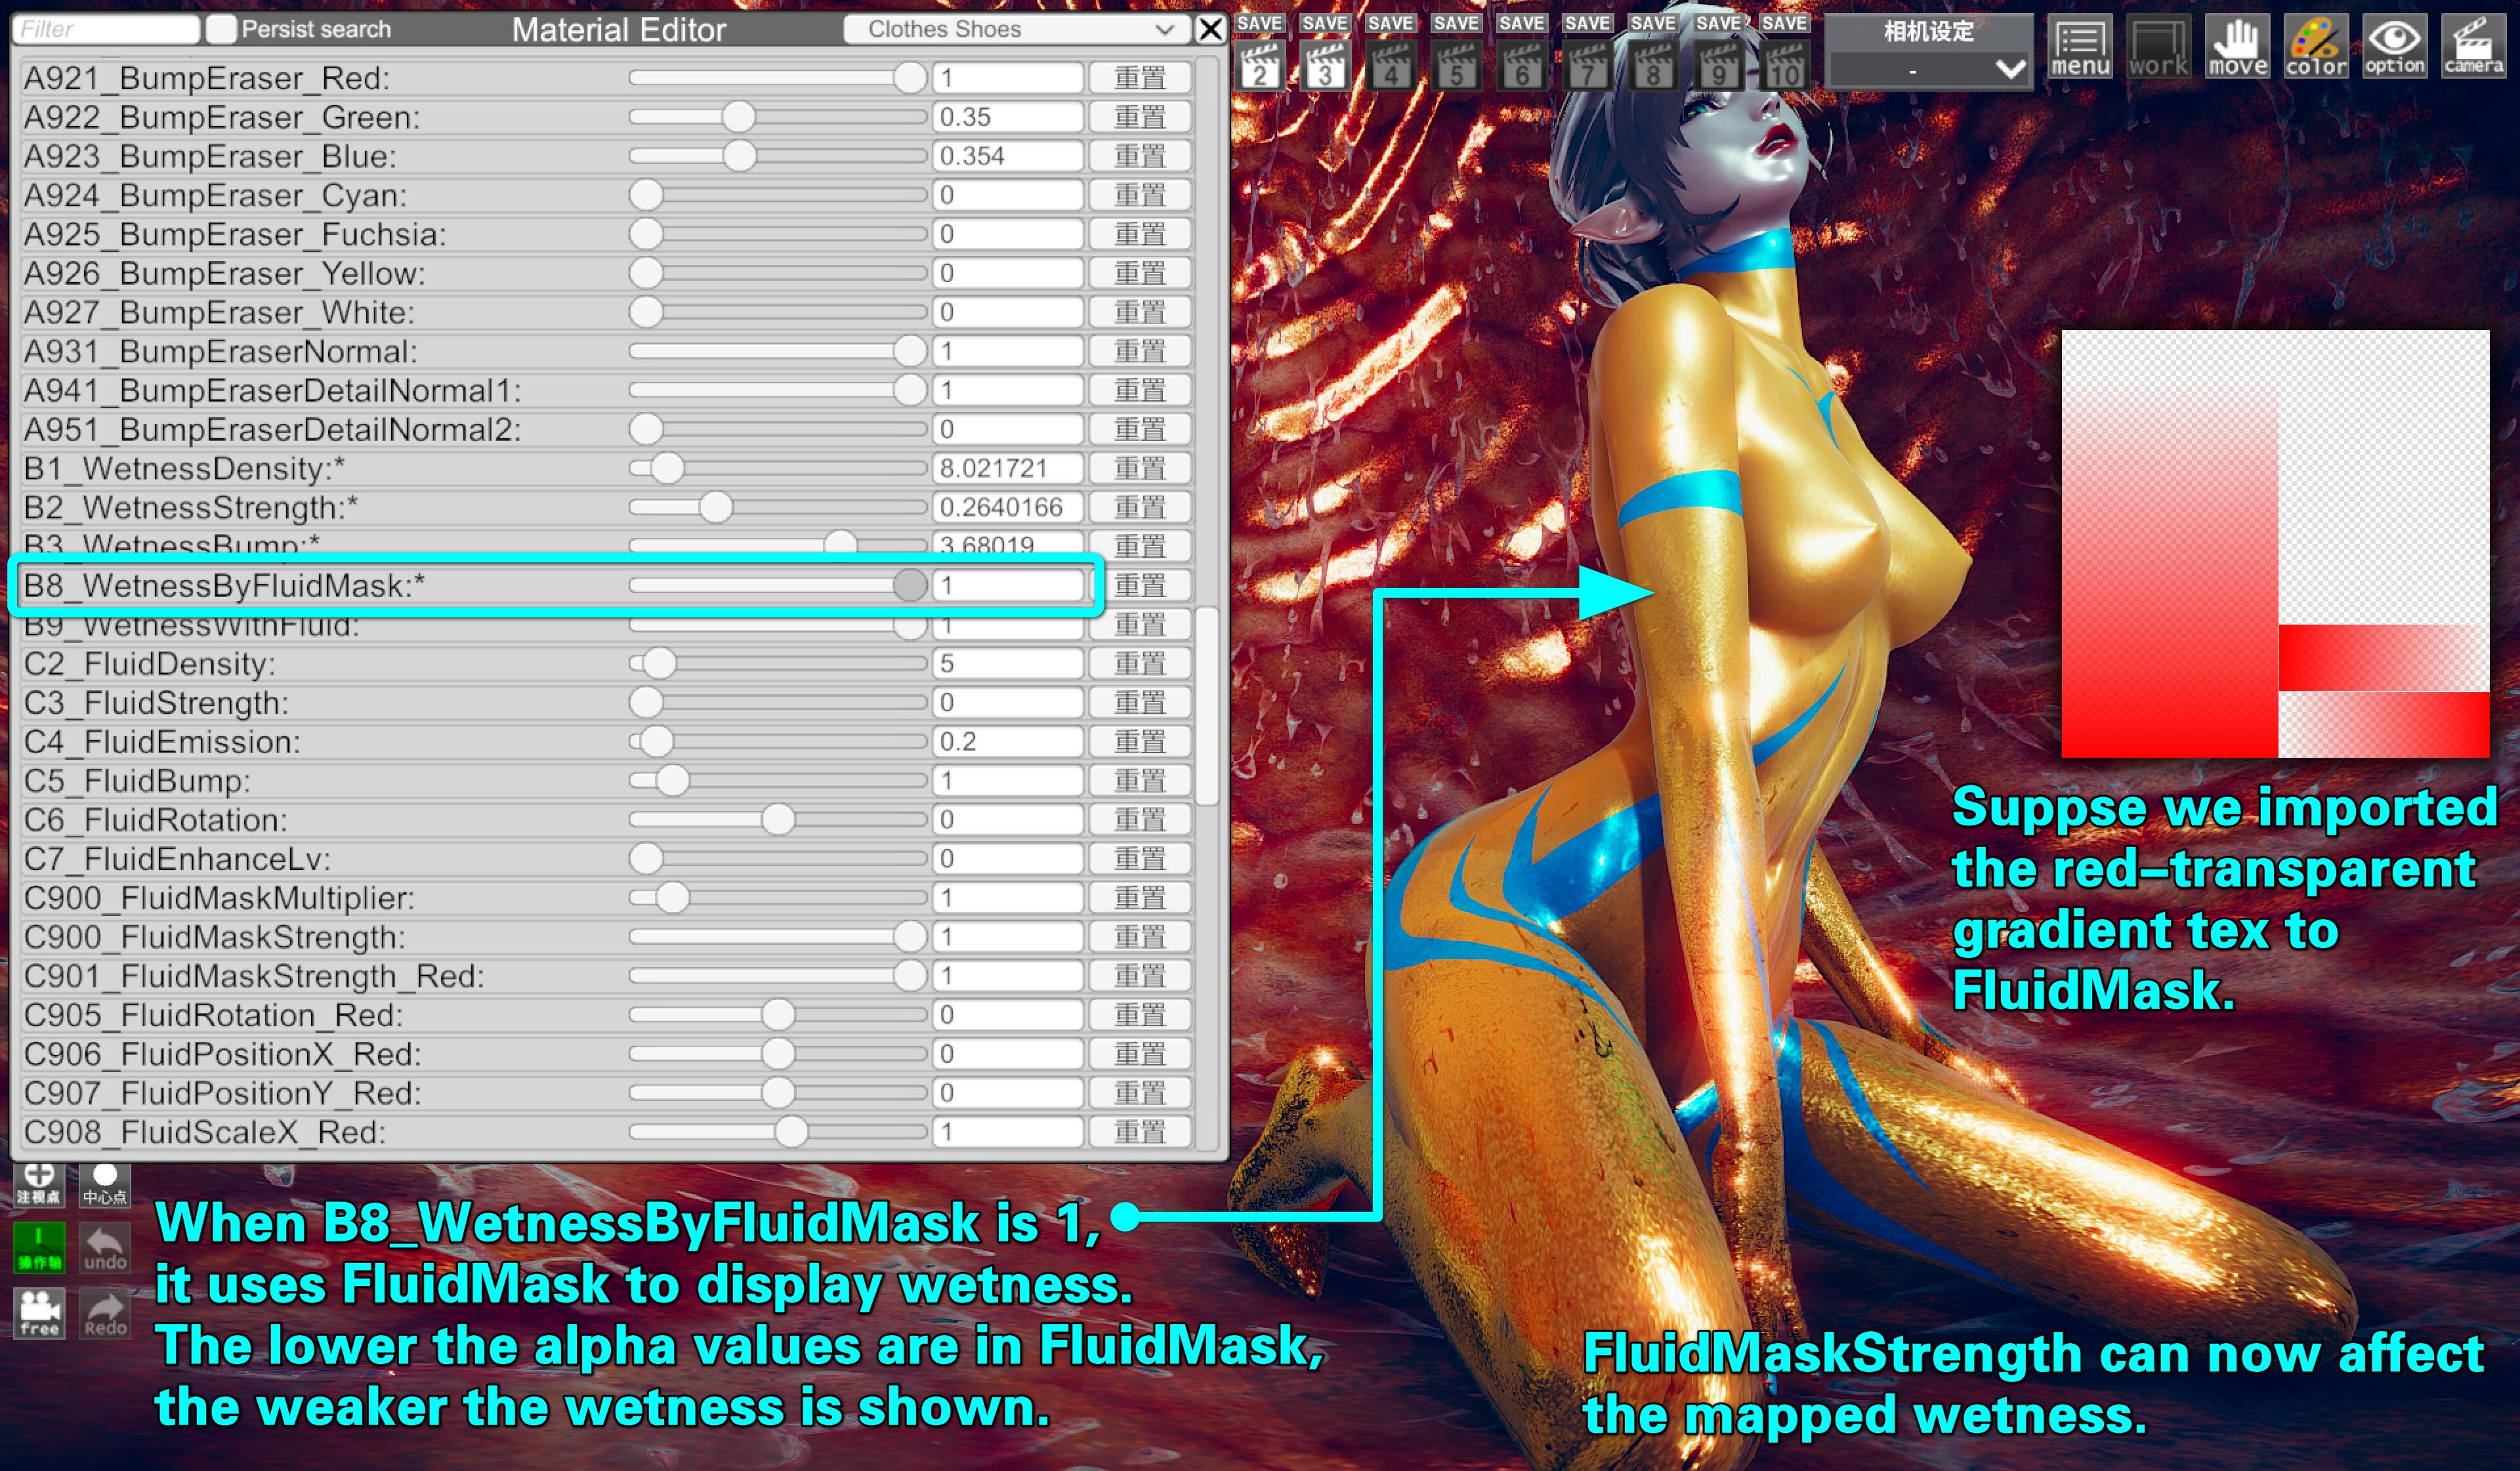 Filter
Persist search
Material Editor
Clothes Shoes
A921_BumpEraser_Red: 1 重置
A922_BumpEraser_Green: 0.35 重置
A923_BumpEraser_Blue: 0.354 重置
A924_BumpEraser_Cyan: 0 重置
A925_BumpEraser_Fuchsia: 0 重置
A926_BumpEraser_Yellow: 0 重置
A927_BumpEraser_White: 0 重置
A931_BumpEraserNormal: 1 重置
A941_BumpEraserDetailNormal1: 1 重置
A951_BumpEraserDetailNormal2: 0 重置
B1_WetnessDensity:* 8.021721 重置
B2_WetnessStrength:* 0.2640166 重置
B3_WetnessBump:* 3.68019 重置
B8_WetnessByFluidMask:* 1 重置
B9_WetnessWithFluid: 1 重置
C2_FluidDensity: 5 重置
C3_FluidStrength: 0 重置
C4_FluidEmission: 0.2 重置
C5_FluidBump: 1 重置
C6_FluidRotation: 0 重置
C7_FluidEnhanceLv: 0 重置
C900_FluidMaskMultiplier: 1 重置
C900_FluidMaskStrength: 1 重置
C901_FluidMaskStrength_Red: 1 重置
C905_FluidRotation_Red: 0 重置
C906_FluidPositionX_Red: 0 重置
C907_FluidPositionY_Red: 0 重置
C908_FluidScaleX_Red: 1 重置
SAVE SAVE SAVE SAVE SAVE SAVE SAVE SAVE SAVE
2 3 4 5 6 7 8 9 10
相机设定
-
menu work move color option camera
Suppse we imported
the red-transparent
gradient tex to
FluidMask.
注视点 中心点
操作轴 undo
free Redo
When B8_WetnessByFluidMask is 1,
it uses FluidMask to display wetness.
The lower the alpha values are in FluidMask,
the weaker the wetness is shown.
FluidMaskStrength can now affect
the mapped wetness.